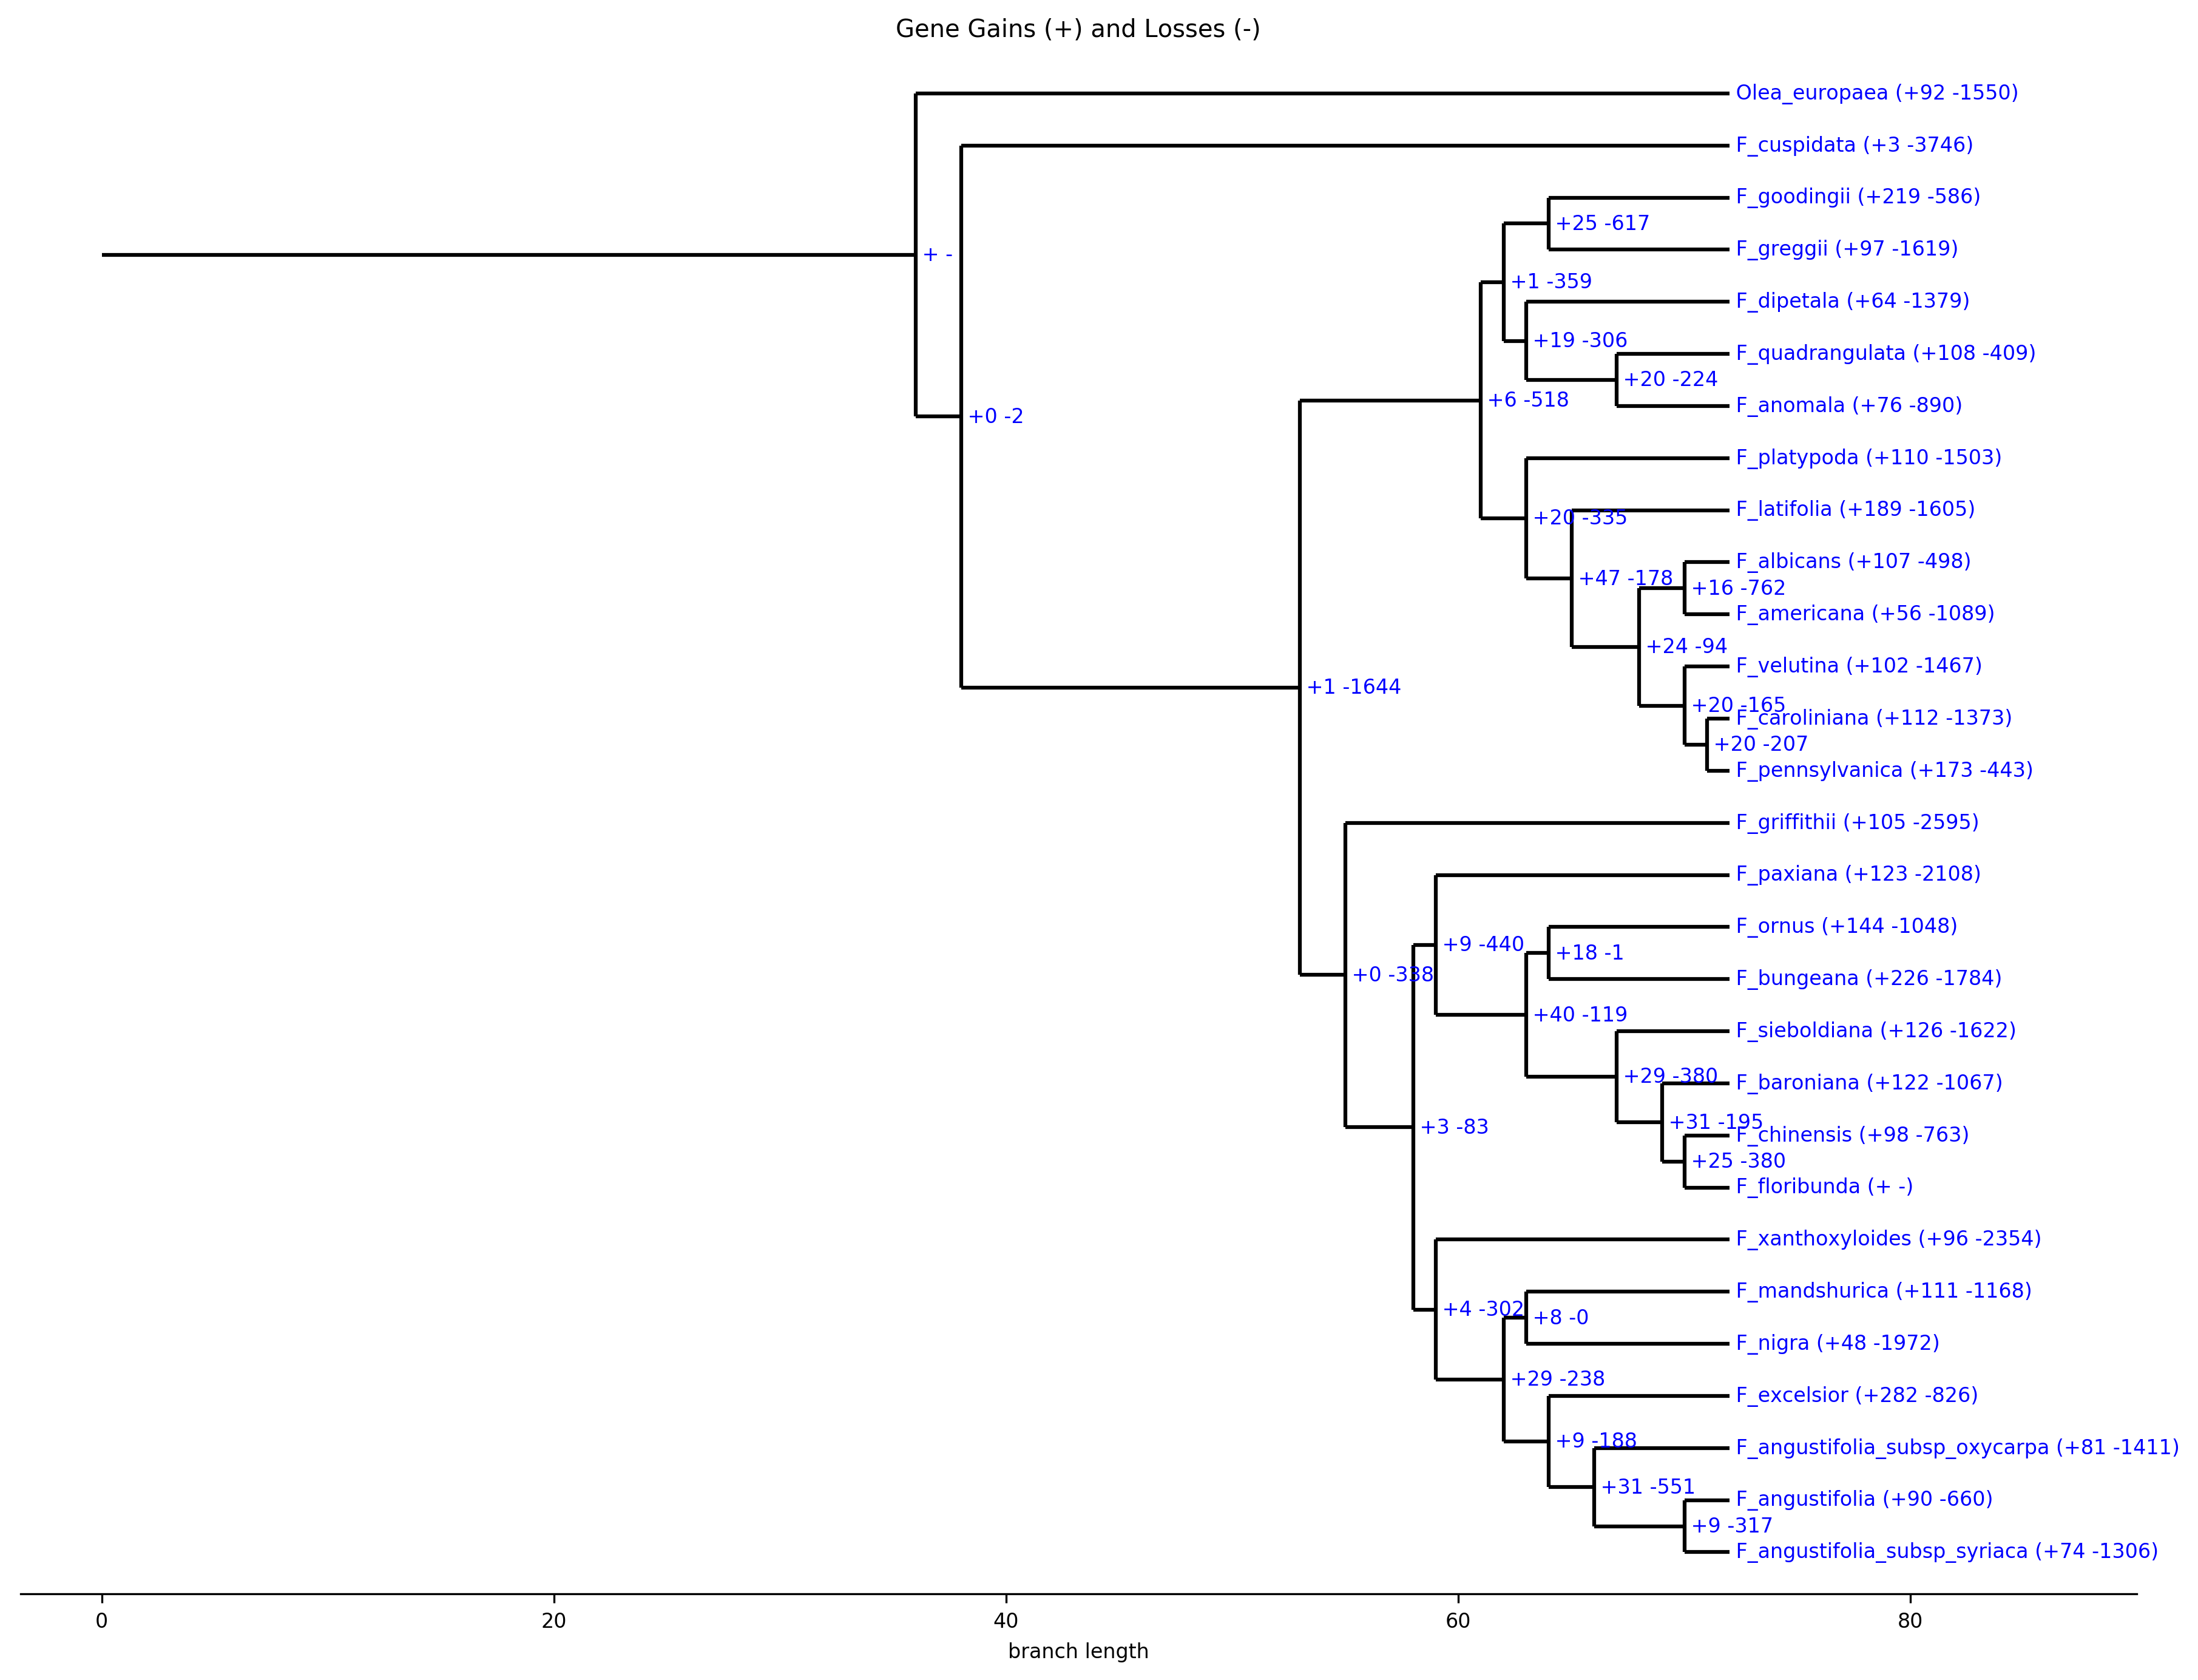 Gene Gains (+) and Losses (-)
Olea_europaea (+92 -1550)
F_cuspidata (+3 -3746)
F_goodingii (+219 -586)
+25 -617
F_greggii (+97 -1619)
+ -
+1 -359
F_dipetala (+64 -1379)
+19 -306
F_quadrangulata (+108 -409)
+20 -224
+6 -518
F_anomala (+76 -890)
+0 -2
F_platypoda (+110 -1503)
F_latifolia (+189 -1605)
+20 -335
F_albicans (+107 -498)
+47 -178
+16 -762
F_americana (+56 -1089)
+24 -94
F_velutina (+102 -1467)
+1 -1644
+20 -165
F_caroliniana (+112 -1373)
+20 -207
F_pennsylvanica (+173 -443)
F_griffithii (+105 -2595)
F_paxiana (+123 -2108)
F_ornus (+144 -1048)
+9 -440
+18 -1
+0 -338
F_bungeana (+226 -1784)
+40 -119
F_sieboldiana (+126 -1622)
+29 -380
F_baroniana (+122 -1067)
+31 -195
+3 -83
F_chinensis (+98 -763)
+25 -380
F_floribunda (+ -)
F_xanthoxyloides (+96 -2354)
F_mandshurica (+111 -1168)
+4 -302
+8 -0
F_nigra (+48 -1972)
+29 -238
F_excelsior (+282 -826)
+9 -188
F_angustifolia_subsp_oxycarpa (+81 -1411)
+31 -551
F_angustifolia (+90 -660)
+9 -317
F_angustifolia_subsp_syriaca (+74 -1306)
0 20 40 60 80
branch length